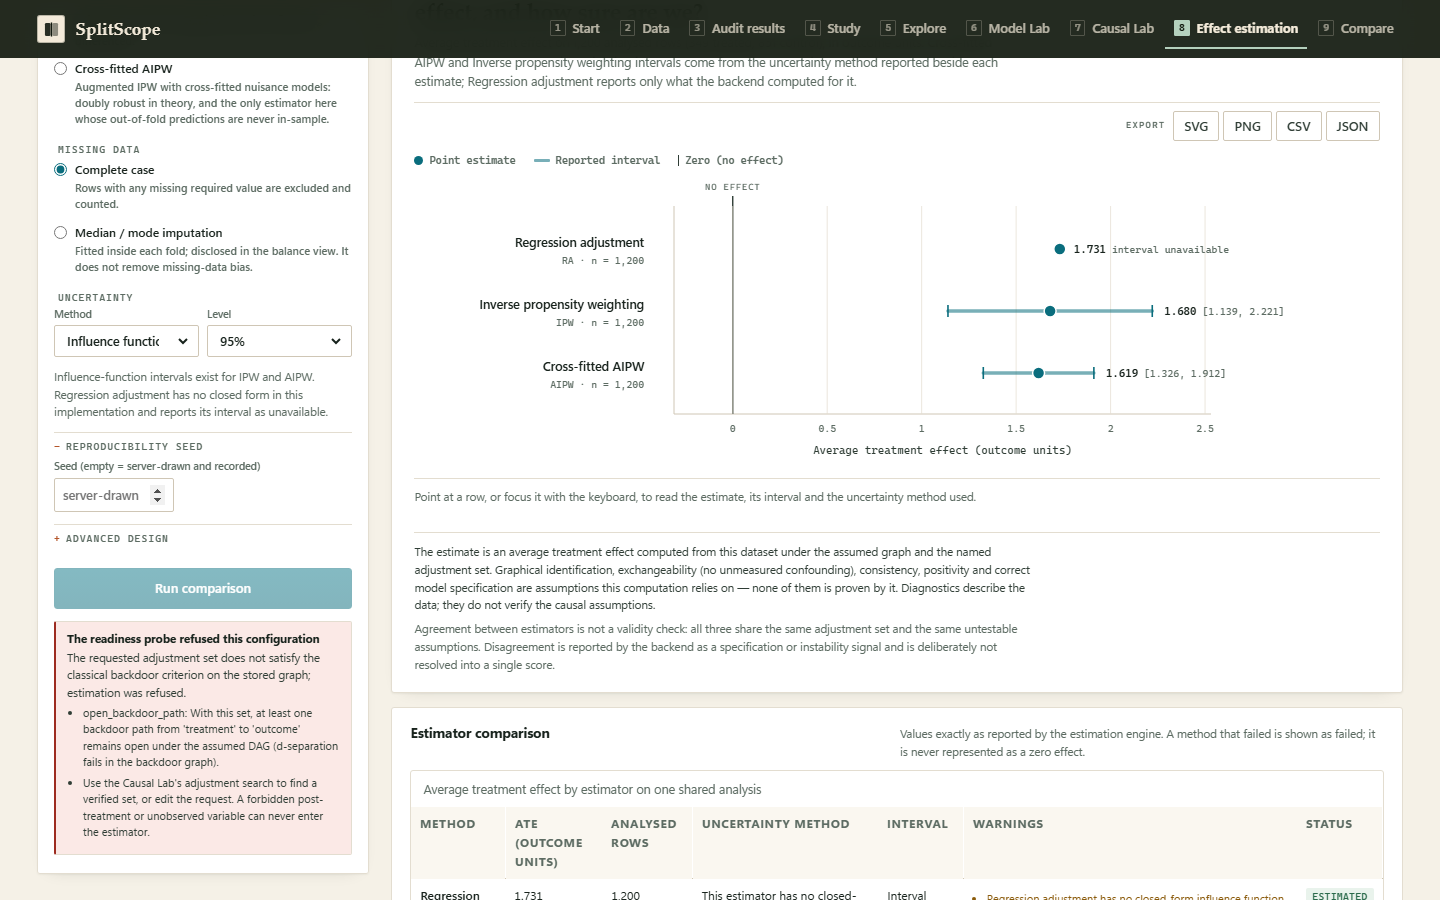 SplitScope
1 Start
2 Data
3 Audit results
4 Study
5 Explore
6 Model Lab
7 Causal Lab
8 Effect estimation
9 Compare
Cross-fitted AIPW
Augmented IPW with cross-fitted nuisance models:
doubly robust in theory, and the only estimator here
whose out-of-fold predictions are never in-sample.
MISSING DATA
Complete case
Rows with any missing required value are excluded and
counted.
Median / mode imputation
Fitted inside each fold; disclosed in the balance view. It
does not remove missing-data bias.
UNCERTAINTY
Method
Level
Influence functic
95%
Influence-function intervals exist for IPW and AIPW.
Regression adjustment has no closed form in this
implementation and reports its interval as unavailable.
− REPRODUCIBILITY SEED
Seed (empty = server-drawn and recorded)
server-drawn
+ ADVANCED DESIGN
Run comparison
The readiness probe refused this configuration
The requested adjustment set does not satisfy the
classical backdoor criterion on the stored graph;
estimation was refused.
• open_backdoor_path: With this set, at least one
backdoor path from 'treatment' to 'outcome'
remains open under the assumed DAG (d-separation
fails in the backdoor graph).
• Use the Causal Lab's adjustment search to find a
verified set, or edit the request. A forbidden post-
treatment or unobserved variable can never enter
the estimator.
AIPW and Inverse propensity weighting intervals come from the uncertainty method reported beside each
estimate; Regression adjustment reports only what the backend computed for it.
EXPORT
SVG
PNG
CSV
JSON
Point estimate
Reported interval
Zero (no effect)
NO EFFECT
Regression adjustment
RA · n = 1,200
1.731 interval unavailable
Inverse propensity weighting
IPW · n = 1,200
1.680 [1.139, 2.221]
Cross-fitted AIPW
AIPW · n = 1,200
1.619 [1.326, 1.912]
0
0.5
1
1.5
2
2.5
Average treatment effect (outcome units)
Point at a row, or focus it with the keyboard, to read the estimate, its interval and the uncertainty method used.
The estimate is an average treatment effect computed from this dataset under the assumed graph and the named
adjustment set. Graphical identification, exchangeability (no unmeasured confounding), consistency, positivity and correct
model specification are assumptions this computation relies on — none of them is proven by it. Diagnostics describe the
data; they do not verify the causal assumptions.
Agreement between estimators is not a validity check: all three share the same adjustment set and the same untestable
assumptions. Disagreement is reported by the backend as a specification or instability signal and is deliberately not
resolved into a single score.
Estimator comparison
Values exactly as reported by the estimation engine. A method that failed is shown as failed; it
is never represented as a zero effect.
Average treatment effect by estimator on one shared analysis
METHOD
ATE
(OUTCOME
UNITS)
ANALYSED
ROWS
UNCERTAINTY METHOD
INTERVAL
WARNINGS
STATUS
Regression
1.731
1,200
This estimator has no closed-
Interval
• Regression adjustment has no closed-form influence function
ESTIMATED